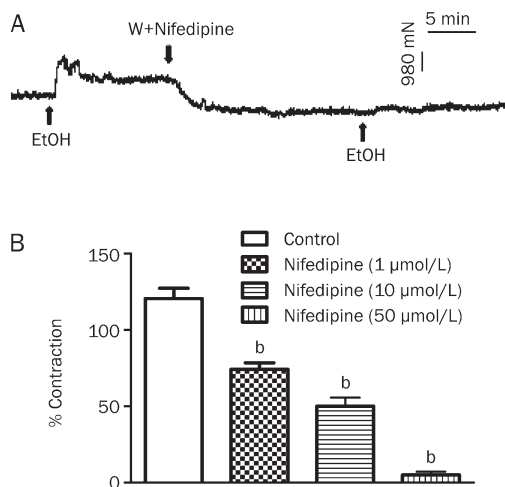 A
W+Nifedipine
5 min
980 mN
EtOH
EtOH
B
Control
Nifedipine (1 µmol/L)
Nifedipine (10 µmol/L)
Nifedipine (50 µmol/L)
% Contraction
150
100
50
0
b
b
b